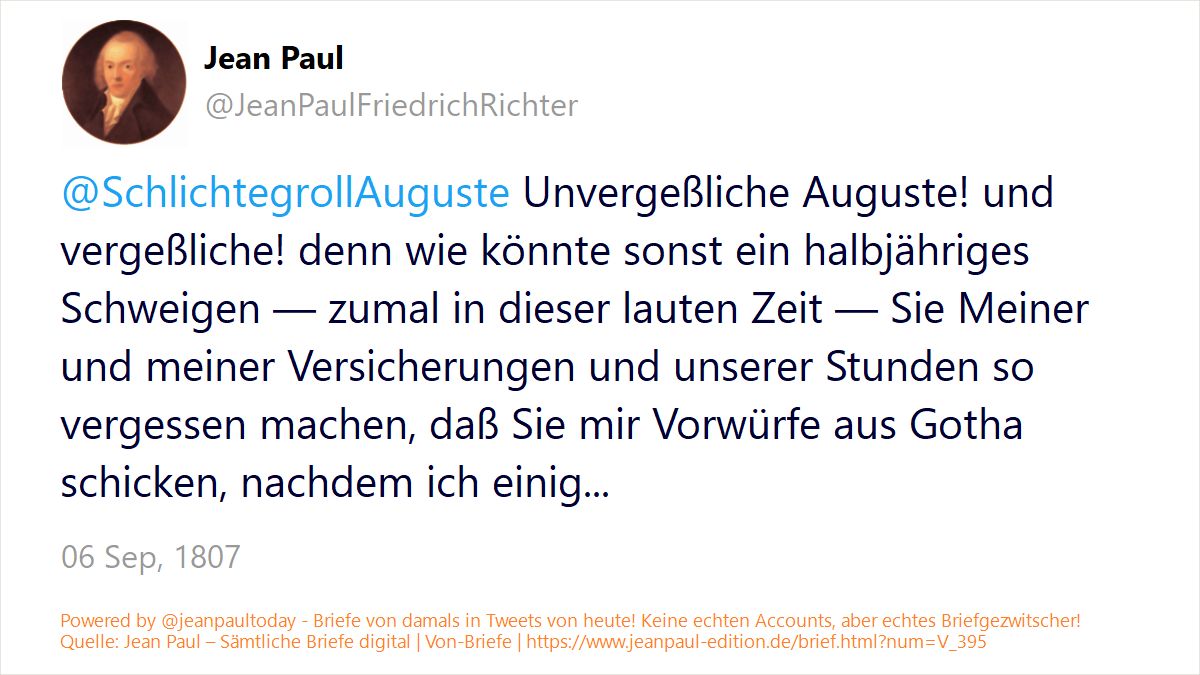 Jean Paul
@JeanPaulFriedrichRichter
@SchlichtegrollAuguste Unvergeßliche Auguste! und
vergeßliche! denn wie könnte sonst ein halbjähriges
Schweigen — zumal in dieser lauten Zeit — Sie Meiner
und meiner Versicherungen und unserer Stunden so
vergessen machen, daß Sie mir Vorwürfe aus Gotha
schicken, nachdem ich einig...
06 Sep, 1807
Powered by @jeanpaultoday - Briefe von damals in Tweets von heute! Keine echten Accounts, aber echtes Briefgezwitscher!
Quelle: Jean Paul – Sämtliche Briefe digital | Von-Briefe | https://www.jeanpaul-edition.de/brief.html?num=V_395